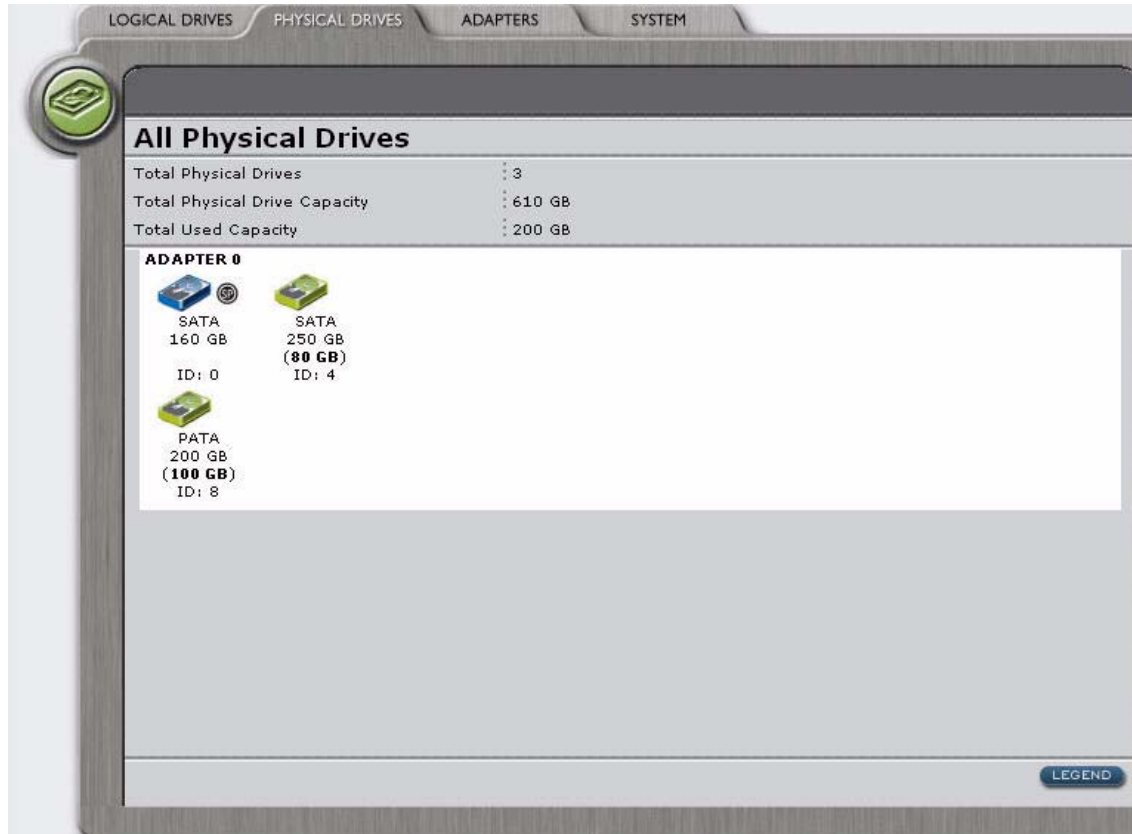 LOGICAL DRIVES PHYSICAL DRIVES ADAPTERS SYSTEM
All Physical Drives
Total Physical Drives : 3
Total Physical Drive Capacity : 610 GB
Total Used Capacity : 200 GB
ADAPTER 0
SP
SATA SATA
160 GB 250 GB
(80 GB)
ID: 0 ID: 4
PATA
200 GB
(100 GB)
ID: 8
LEGEND